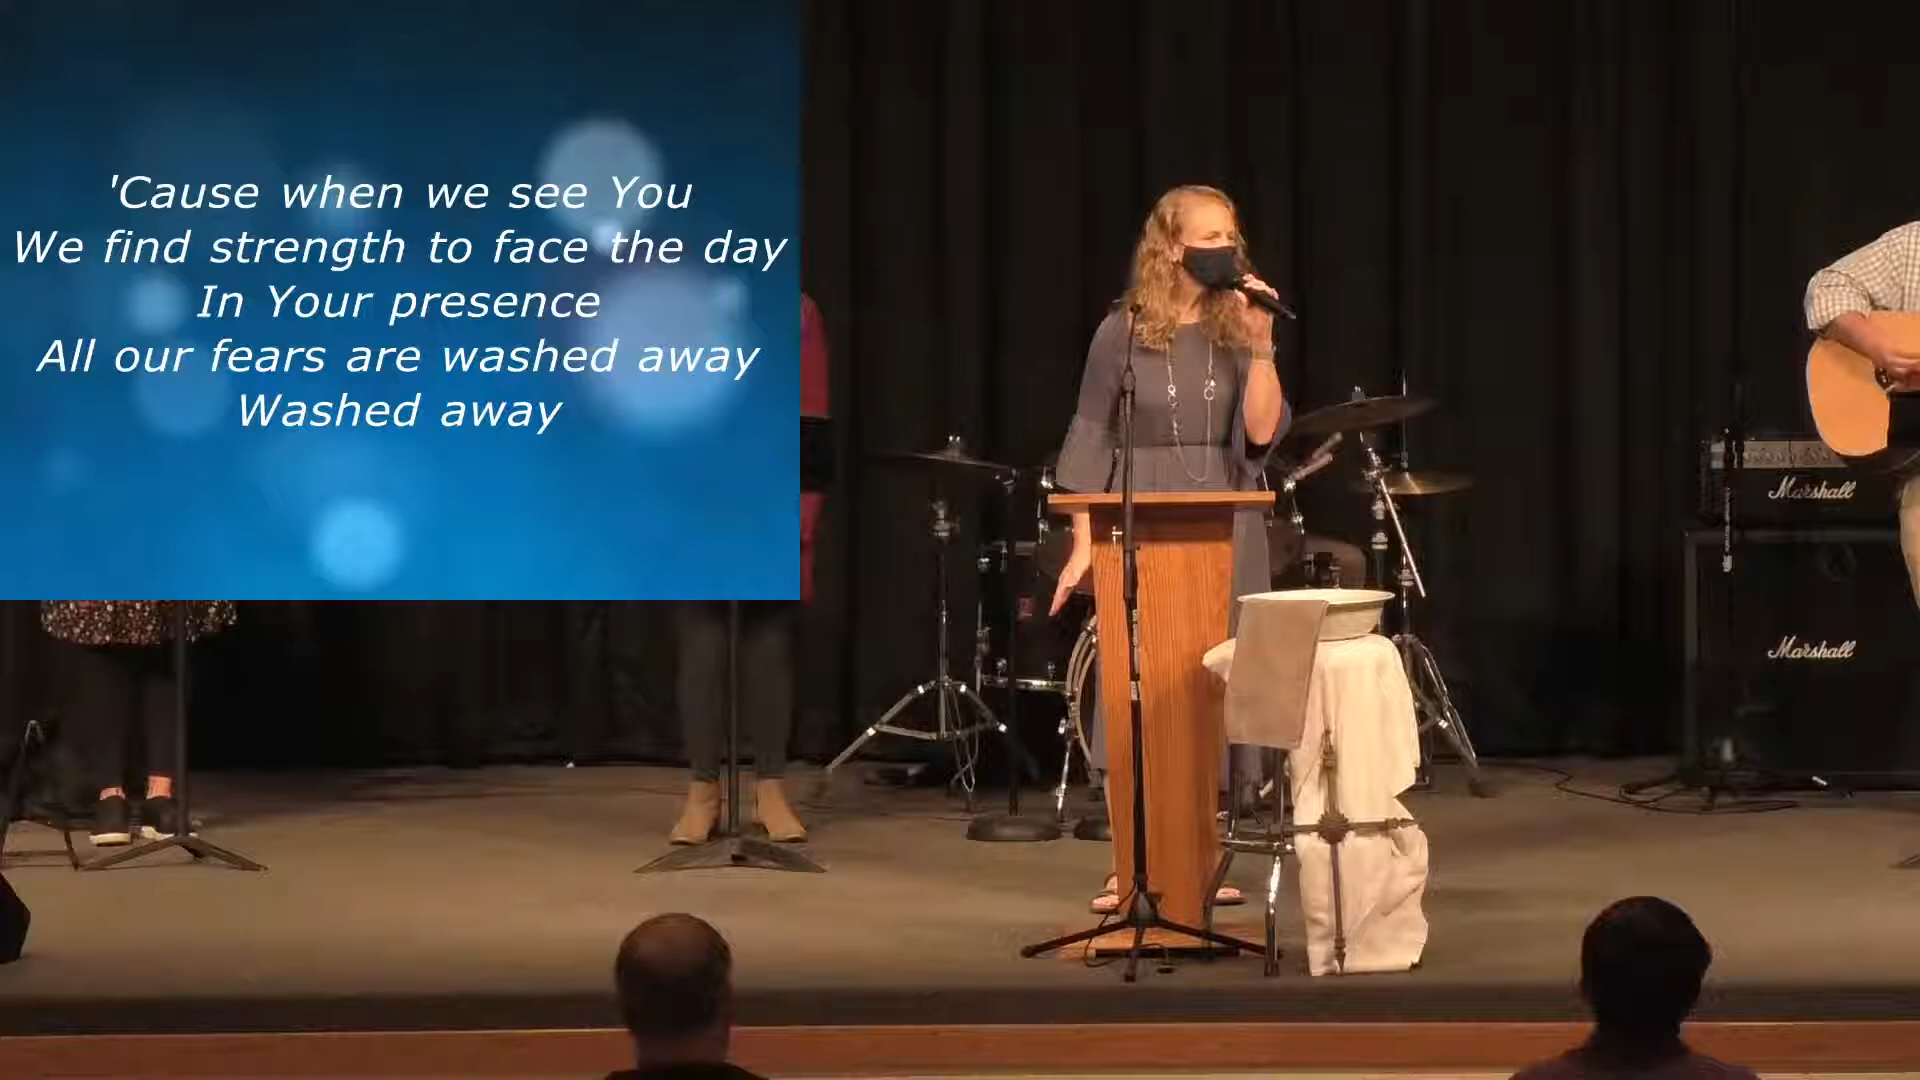 'Cause when we see You
We find strength to face the day
In Your presence
All our fears are washed away
Washed away
Marshall
Marshall